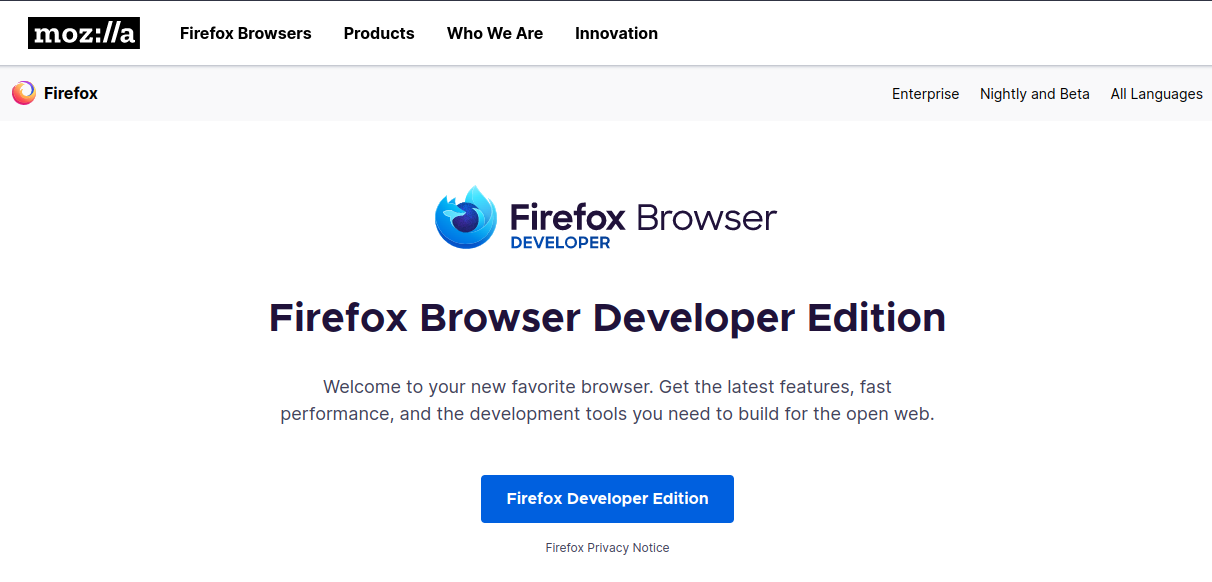 moz://a Firefox Browsers Products Who We Are Innovation
Firefox Enterprise Nightly and Beta All Languages
Firefox Browser
DEVELOPER
Firefox Browser Developer Edition
Welcome to your new favorite browser. Get the latest features, fast
performance, and the development tools you need to build for the open web.
Firefox Developer Edition
Firefox Privacy Notice